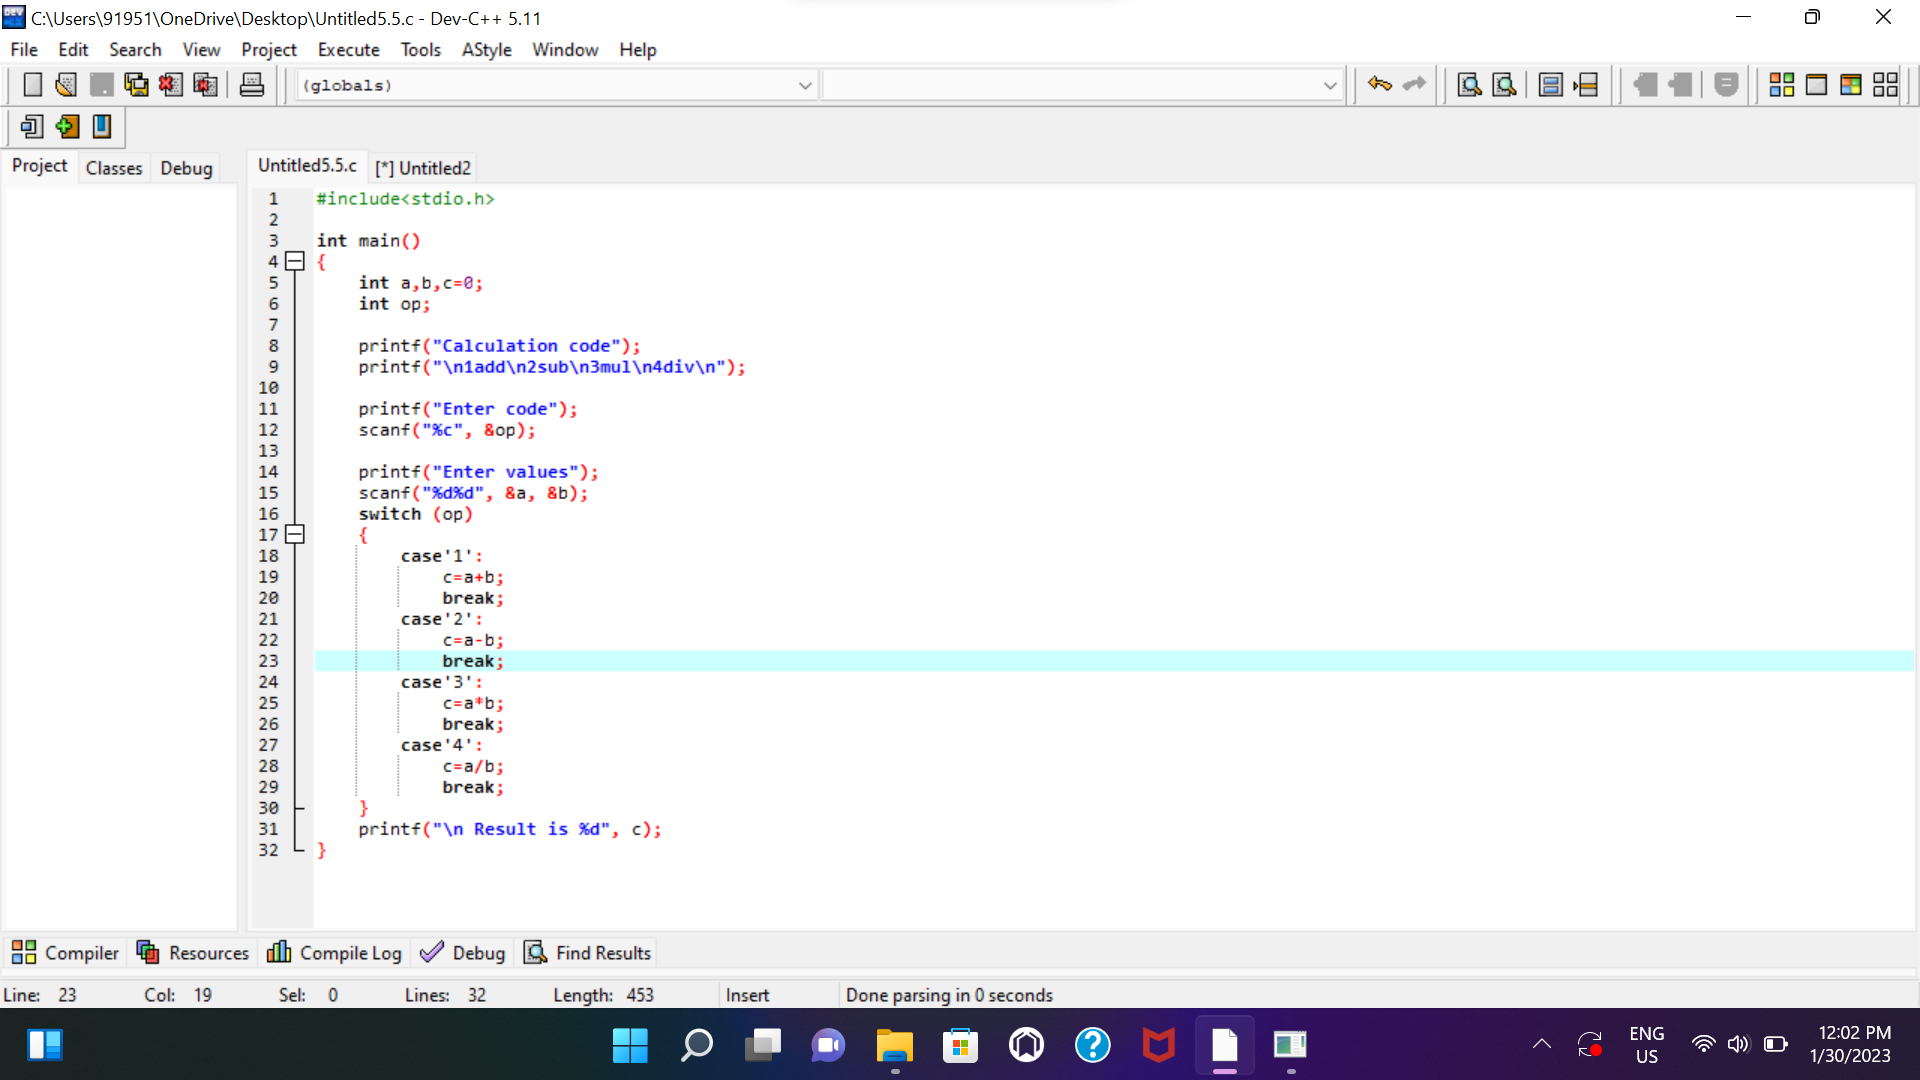 C:\Users\91951\OneDrive\Desktop\Untitled5.5.c - Dev-C++ 5.11
File Edit Search View Project Execute Tools AStyle Window Help
(globals)
Project Classes Debug
Untitled5.5.c [*] Untitled2
1 #include<stdio.h>
2
3 int main()
4 {
5 int a,b,c=0;
6 int op;
7
8 printf("Calculation code");
9 printf("\n1add\n2sub\n3mul\n4div\n");
10
11 printf("Enter code");
12 scanf("%c", &op);
13
14 printf("Enter values");
15 scanf("%d%d", &a, &b);
16 switch (op)
17 {
18 case'1':
19 c=a+b;
20 break;
21 case'2':
22 c=a-b;
23 break;
24 case'3':
25 c=a*b;
26 break;
27 case'4':
28 c=a/b;
29 break;
30 }
31 printf("\n Result is %d", c);
32 }
Compiler Resources Compile Log Debug Find Results
Line: 23 Col: 19 Sel: 0 Lines: 32 Length: 453 Insert Done parsing in 0 seconds
ENG
US
12:02 PM
1/30/2023